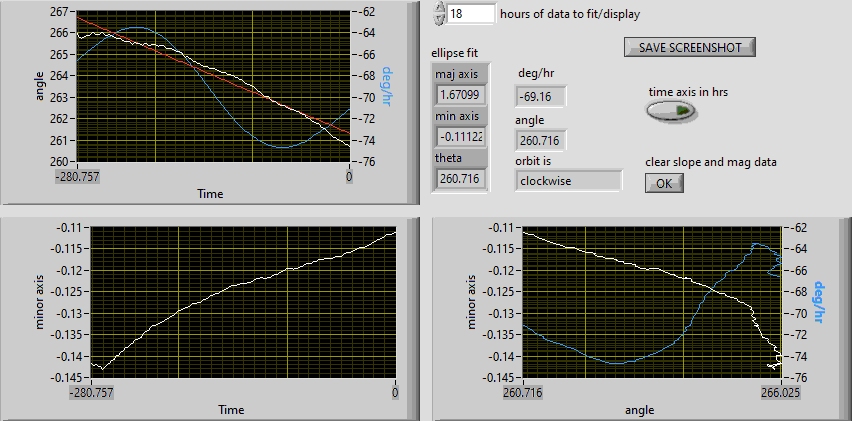 267
266
265
264
263
262
261
260
angle
-62
-64
-66
-68
-70
-72
-74
-76
deg/hr
-280.757
0
Time
18 hours of data to fit/display
SAVE SCREENSHOT
ellipse fit
maj axis
1.67099
min axis
-0.11122
theta
260.716
deg/hr
-69.16
angle
260.716
orbit is
clockwise
time axis in hrs
clear slope and mag data
OK
-0.11
-0.115
-0.12
-0.125
-0.13
-0.135
-0.14
-0.145
minor axis
-280.757
0
Time
-0.11
-0.115
-0.12
-0.125
-0.13
-0.135
-0.14
-0.145
minor axis
-62
-64
-66
-68
-70
-72
-74
-76
deg/hr
260.716
266.025
angle